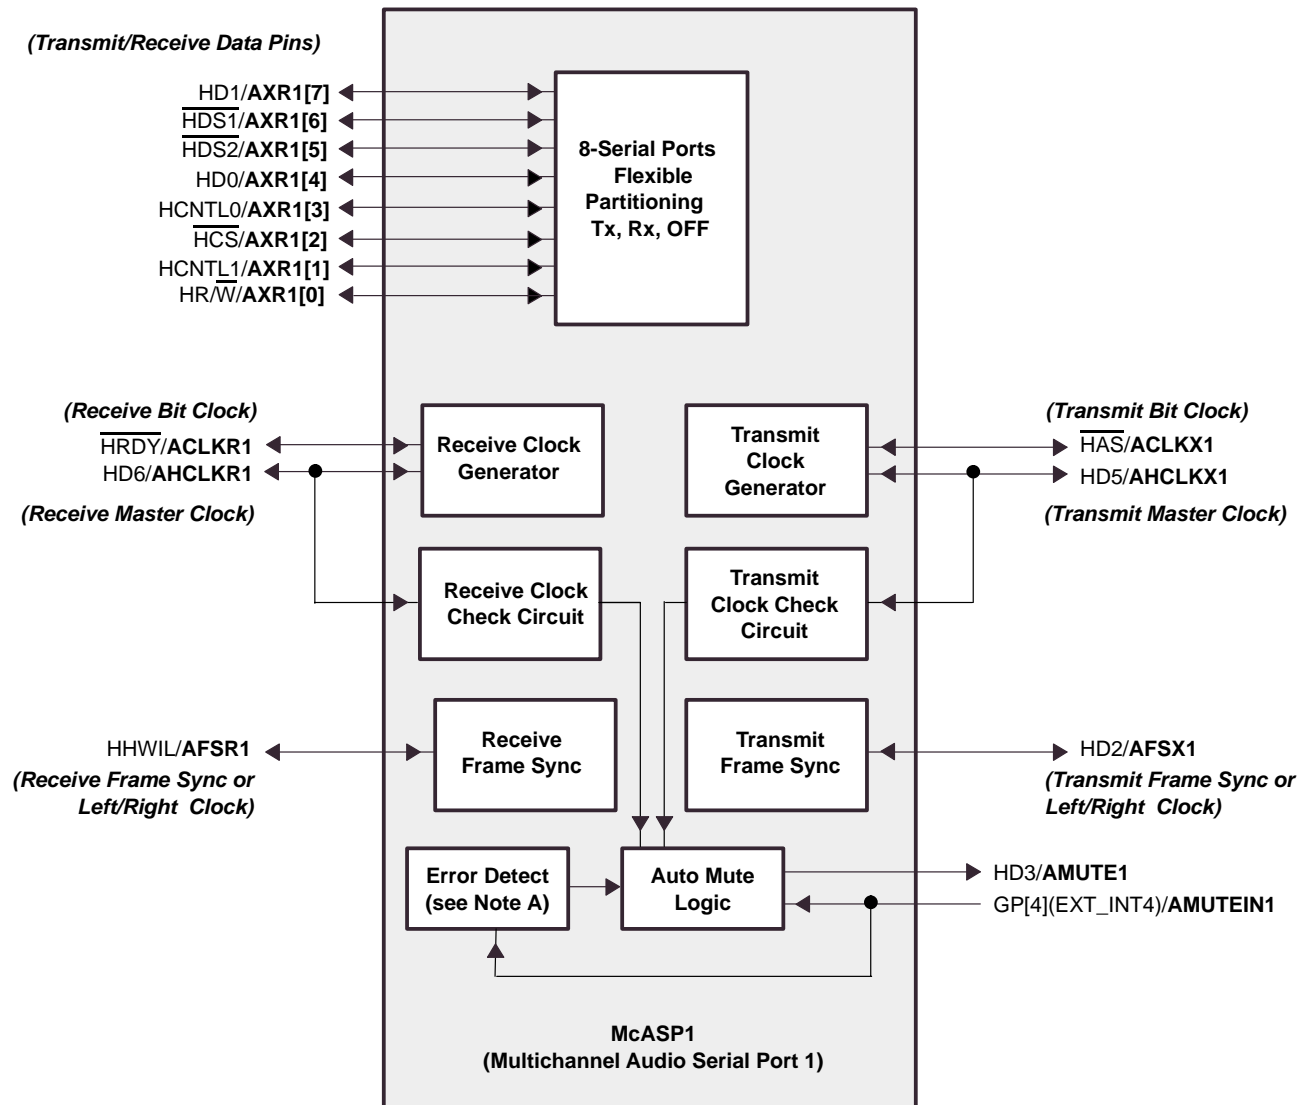 (Transmit/Receive Data Pins)
HD1/AXR1[7]
H̅D̅S̅1̅/AXR1[6]
H̅D̅S̅2̅/AXR1[5]
HD0/AXR1[4]
HCNTL0/AXR1[3]
H̅C̅S̅/AXR1[2]
HCNTL1/AXR1[1]
HR/W̅/AXR1[0]
8-Serial Ports
Flexible
Partitioning
Tx, Rx, OFF
(Receive Bit Clock)
H̅R̅D̅Y̅/ACLKR1
HD6/AHCLKR1
(Receive Master Clock)
Receive Clock
Generator
Transmit
Clock
Generator
(Transmit Bit Clock)
H̅A̅S̅/ACLKX1
HD5/AHCLKX1
(Transmit Master Clock)
Receive Clock
Check Circuit
Transmit
Clock Check
Circuit
HHWIL/AFSR1
(Receive Frame Sync or
Left/Right Clock)
Receive
Frame Sync
Transmit
Frame Sync
HD2/AFSX1
(Transmit Frame Sync or
Left/Right Clock)
Error Detect
(see Note A)
Auto Mute
Logic
HD3/AMUTE1
GP[4](EXT_INT4)/AMUTEIN1
McASP1
(Multichannel Audio Serial Port 1)